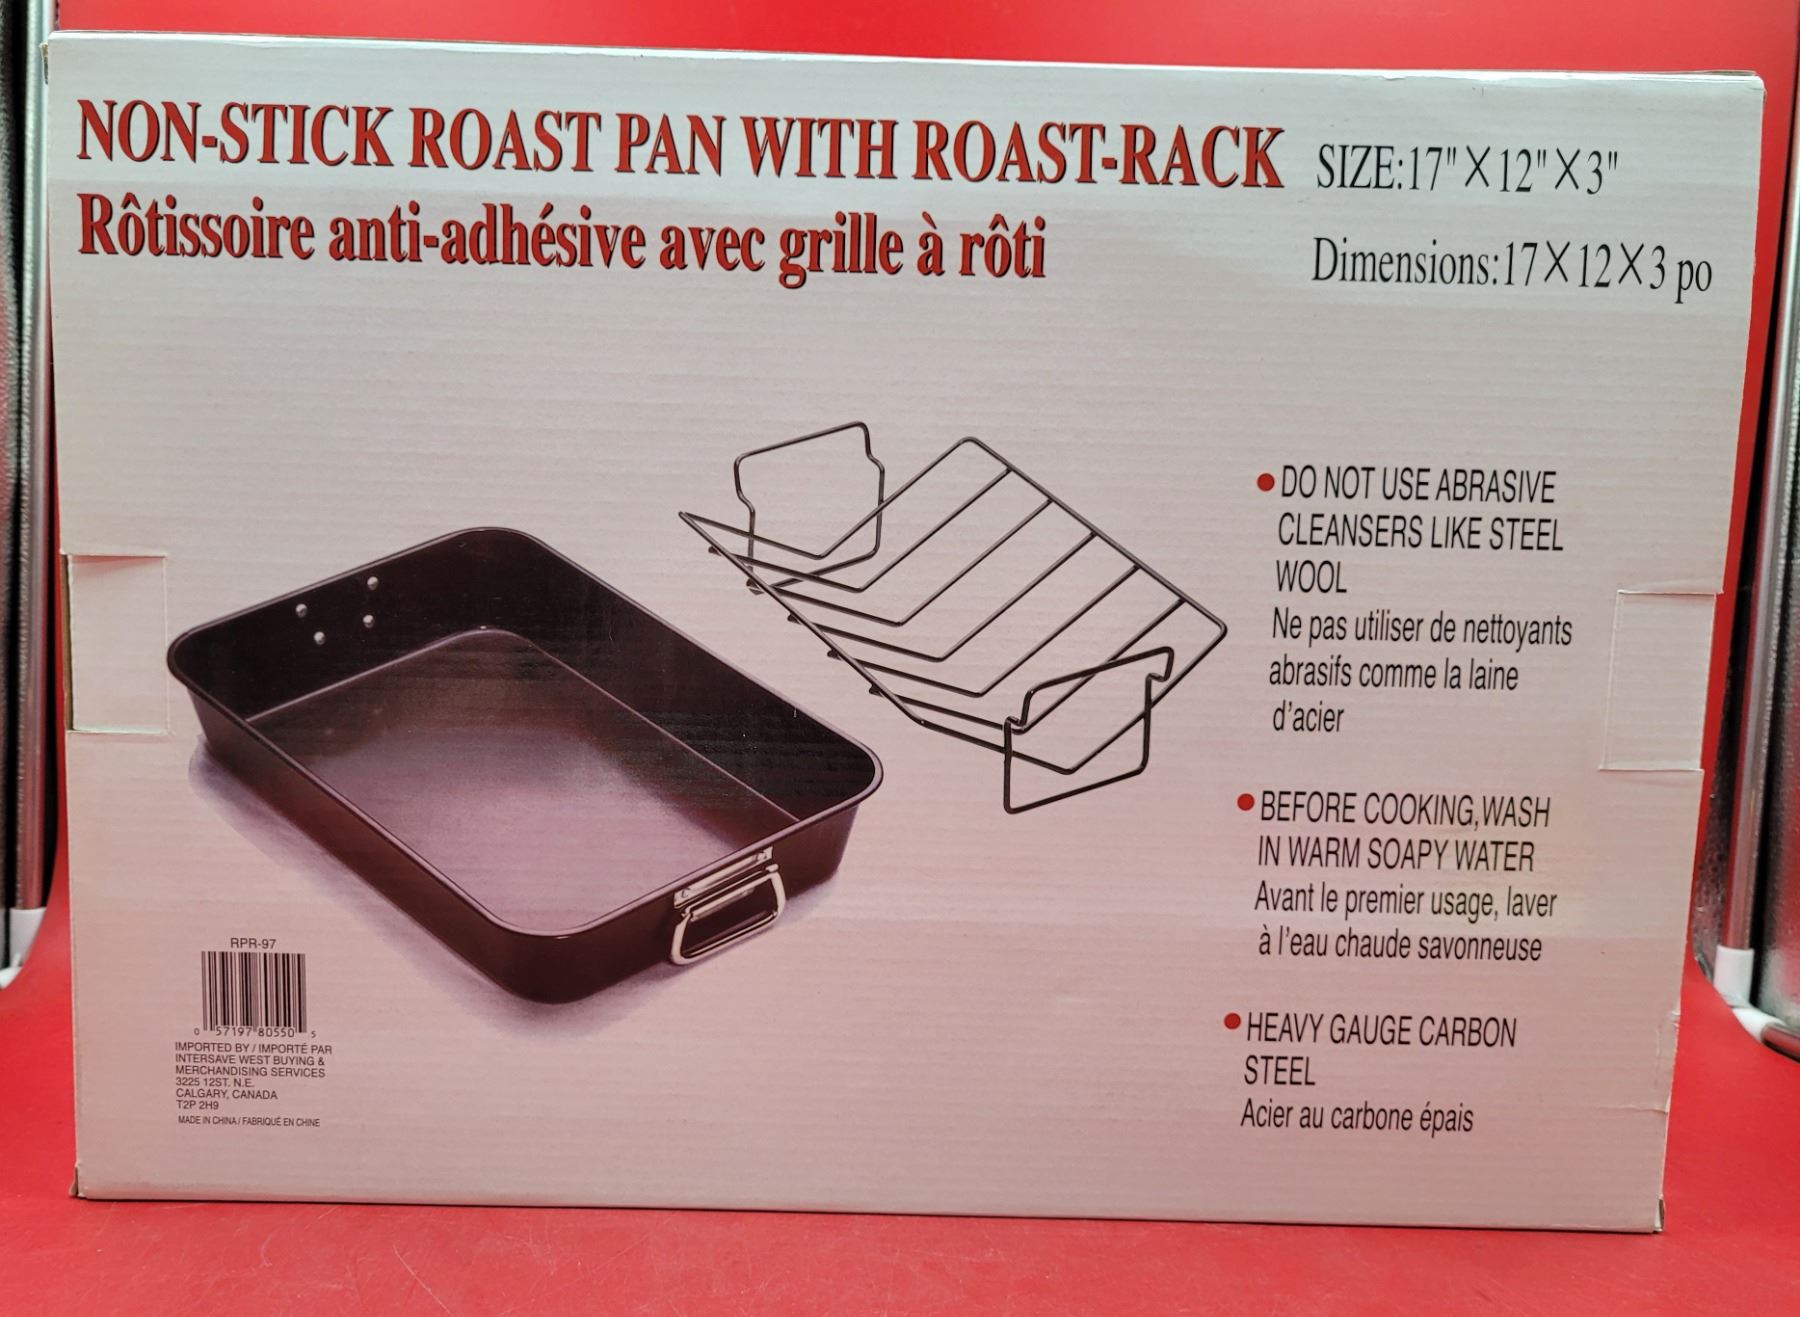 NON-STICK ROAST PAN WITH ROAST-RACK
Rôtissoire anti-adhésive avec grille à rôti
SIZE:17"X12"X3"
Dimensions:17X12X3 po
• DO NOT USE ABRASIVE
CLEANSERS LIKE STEEL
WOOL
Ne pas utiliser de nettoyants
abrasifs comme la laine
d'acier
• BEFORE COOKING,WASH
IN WARM SOAPY WATER
Avant le premier usage, laver
à l'eau chaude savonneuse
• HEAVY GAUGE CARBON
STEEL
Acier au carbone épais
RPR-97
0 57197 80550 5
IMPORTED BY / IMPORTÉ PAR
INTERSAVE WEST BUYING &
MERCHANDISING SERVICES
3225 12ST. N.E.
CALGARY, CANADA
T2P 2H9
MADE IN CHINA / FABRIQUÉ EN CHINE